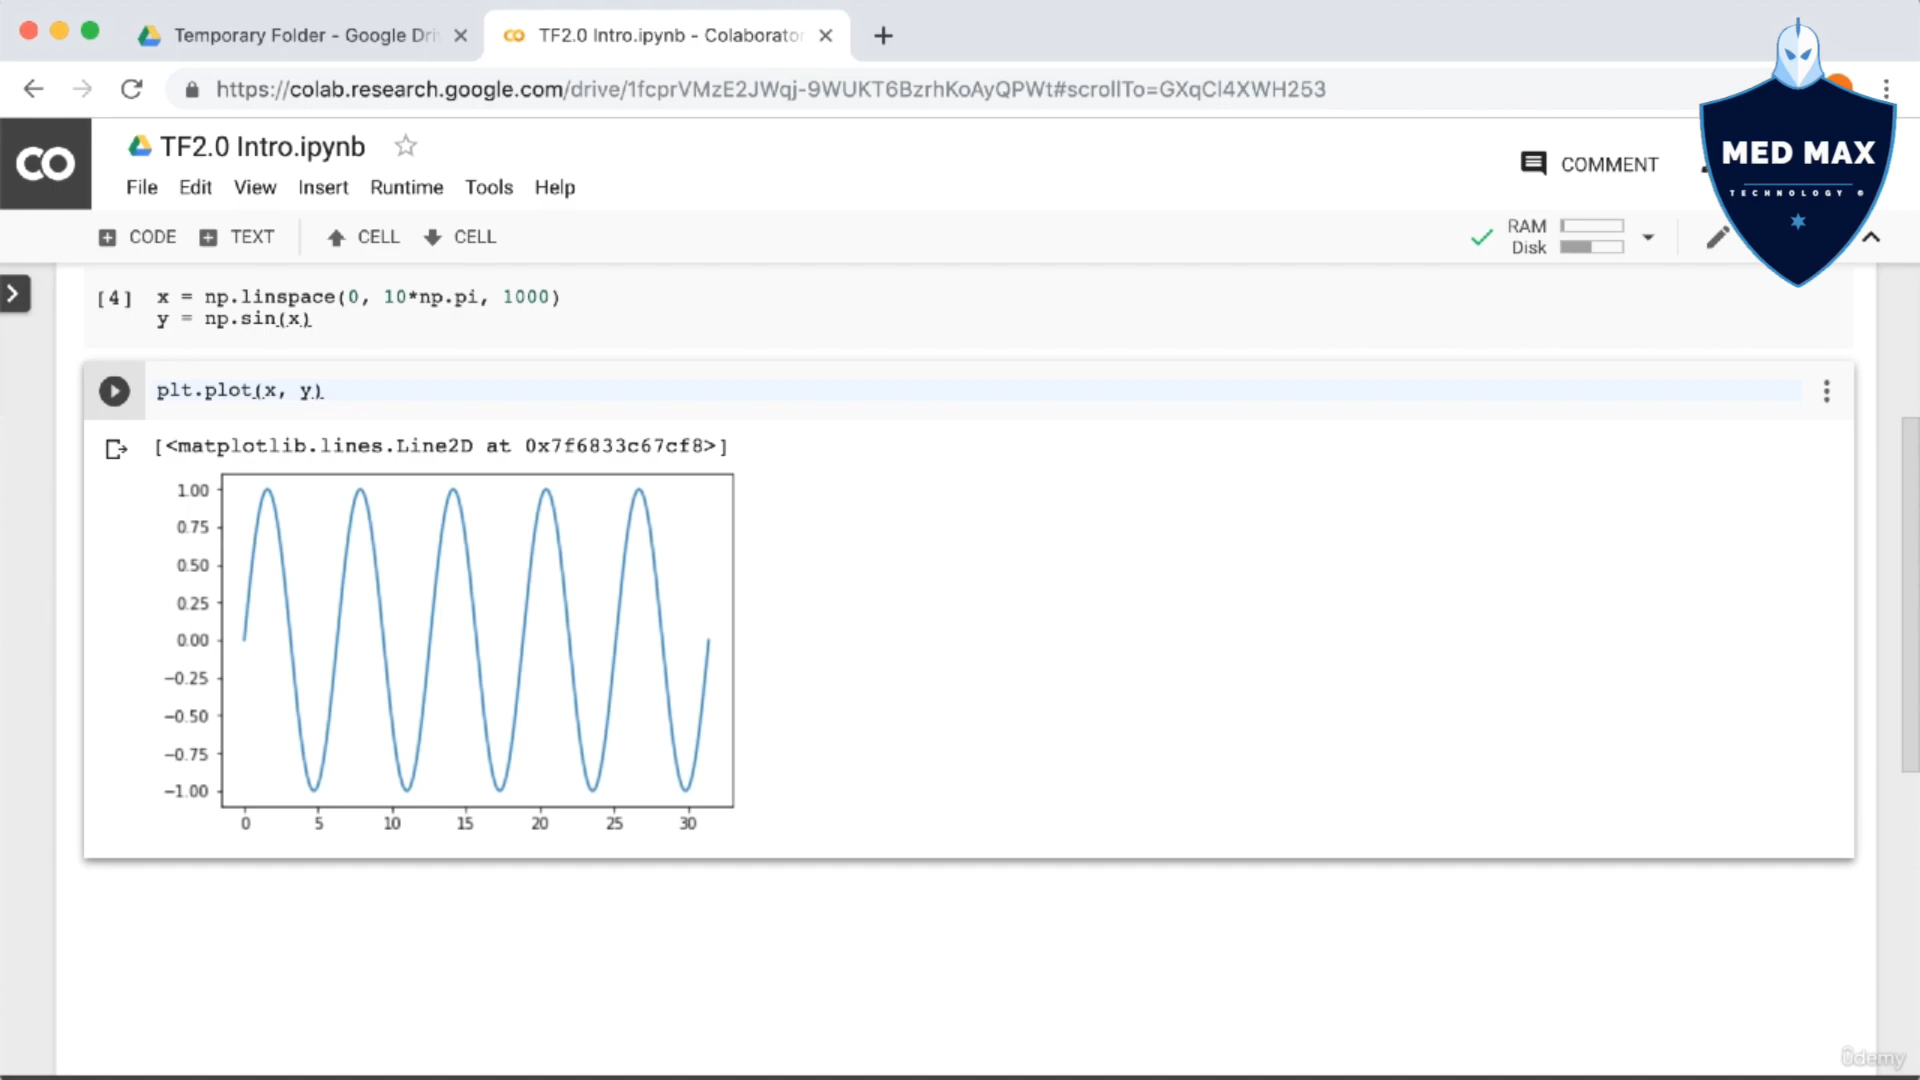 Temporary Folder - Google Dri
TF2.0 Intro.ipynb - Colaborator
https://colab.research.google.com/drive/1fcprVMzE2JWqj-9WUKT6BzrhKoAyQPWt#scrollTo=GXqCl4XWH253
CO
TF2.0 Intro.ipynb
COMMENT
MED MAX
TECHNOLOGY
File Edit View Insert Runtime Tools Help
CODE TEXT CELL CELL
RAM
Disk
[4] x = np.linspace(0, 10*np.pi, 1000)
y = np.sin(x)
plt.plot(x, y)
[<matplotlib.lines.Line2D at 0x7f6833c67cf8>]
1.00
0.75
0.50
0.25
0.00
−0.25
−0.50
−0.75
−1.00
0 5 10 15 20 25 30
ûdemy